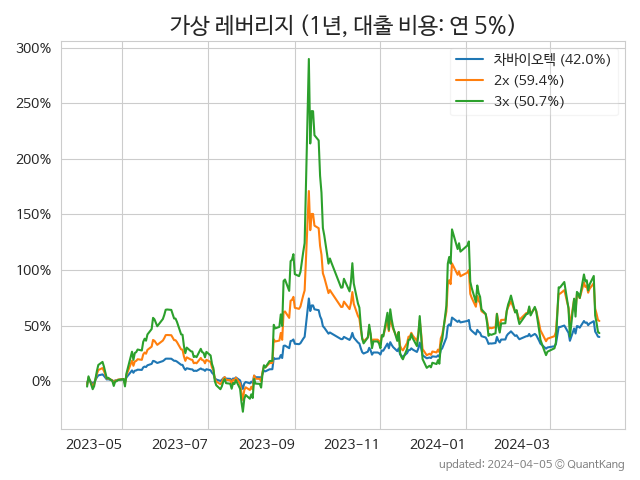 가상 레버리지 (1년, 대출 비용: 연 5%)
300%
250%
200%
150%
100%
50%
0%
차바이오텍 (42.0%)
2x (59.4%)
3x (50.7%)
2023-05
2023-07
2023-09
2023-11
2024-01
2024-03
updated: 2024-04-05 © QuantKang